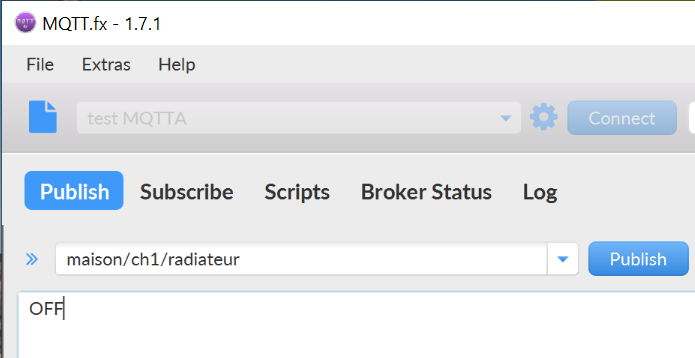 MQTT.fx - 1.7.1
File Extras Help
test MQTTA Connect
Publish Subscribe Scripts Broker Status Log
maison/ch1/radiateur Publish
OFF